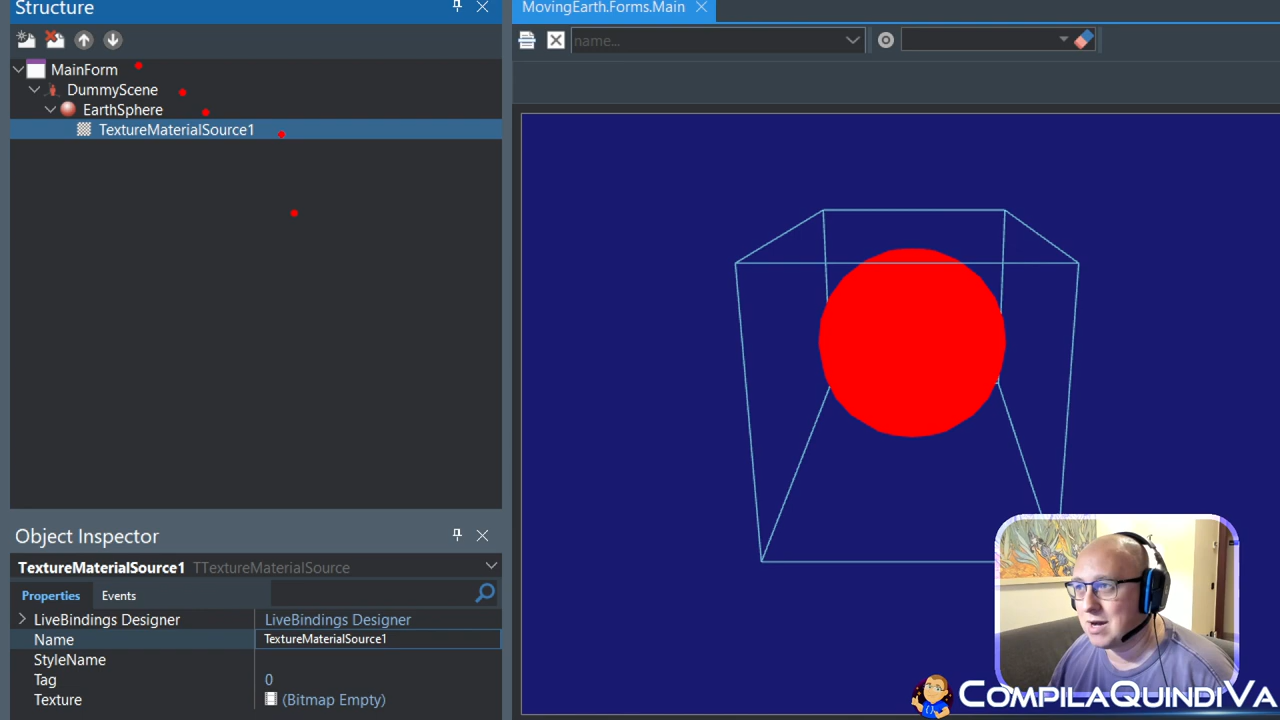 Structure
MainForm
DummyScene
EarthSphere
TextureMaterialSource1
MovingEarth.Forms.Main
name...
Object Inspector
TextureMaterialSource1 TTextureMaterialSource
Properties Events
LiveBindings Designer LiveBindings Designer
Name TextureMaterialSource1
StyleName
Tag 0
Texture (Bitmap Empty)
COMPILAQUINDIVA